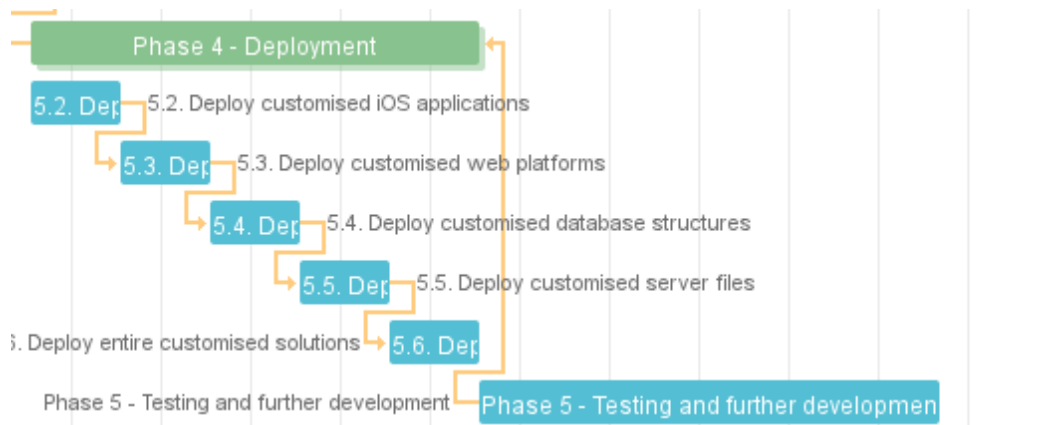 Phase 4 - Deployment
5.2. Dep 5.2. Deploy customised iOS applications
5.3. Dep 5.3. Deploy customised web platforms
5.4. Dep 5.4. Deploy customised database structures
5.5. Dep 5.5. Deploy customised server files
. Deploy entire customised solutions 5.6. Dep
Phase 5 - Testing and further development Phase 5 - Testing and further developmen